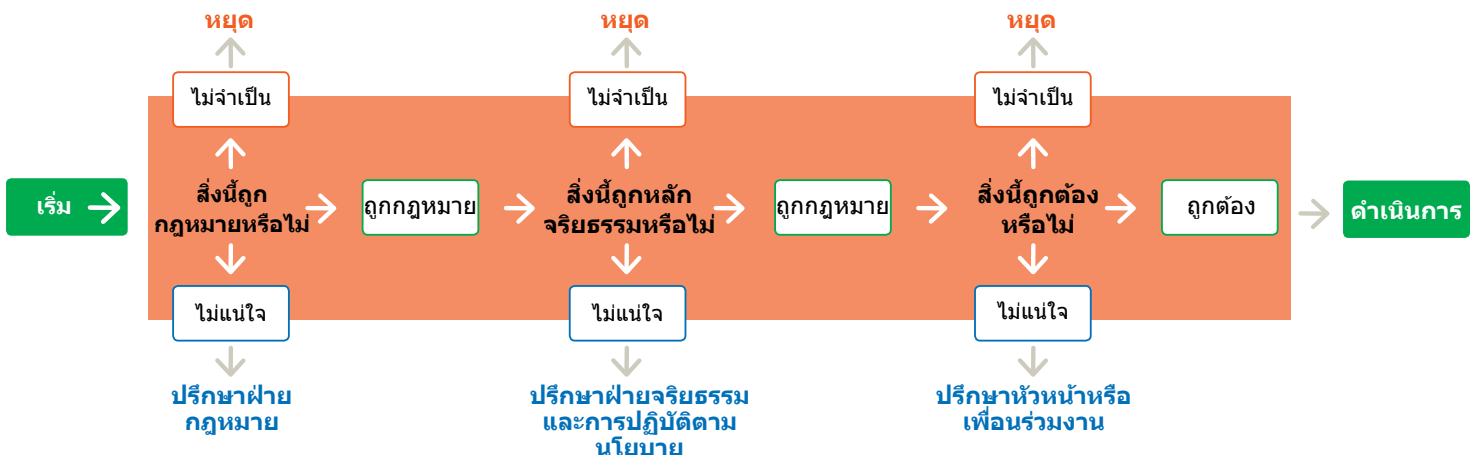 หยุด
หยุด
หยุด
ไม่จำเป็น
ไม่จำเป็น
ไม่จำเป็น
เริ่ม
สิ่งนี้ถูก
กฎหมายหรือไม่
ถูกกฎหมาย
สิ่งนี้ถูกหลัก
จริยธรรมหรือไม่
ถูกกฎหมาย
สิ่งนี้ถูกต้อง
หรือไม่
ถูกต้อง
ดำเนินการ
ไม่แน่ใจ
ไม่แน่ใจ
ไม่แน่ใจ
ปรึกษาฝ่าย
กฎหมาย
ปรึกษาฝ่ายจริยธรรม
และการปฏิบัติตาม
นโยบาย
ปรึกษาหัวหน้าหรือ
เพื่อนร่วมงาน